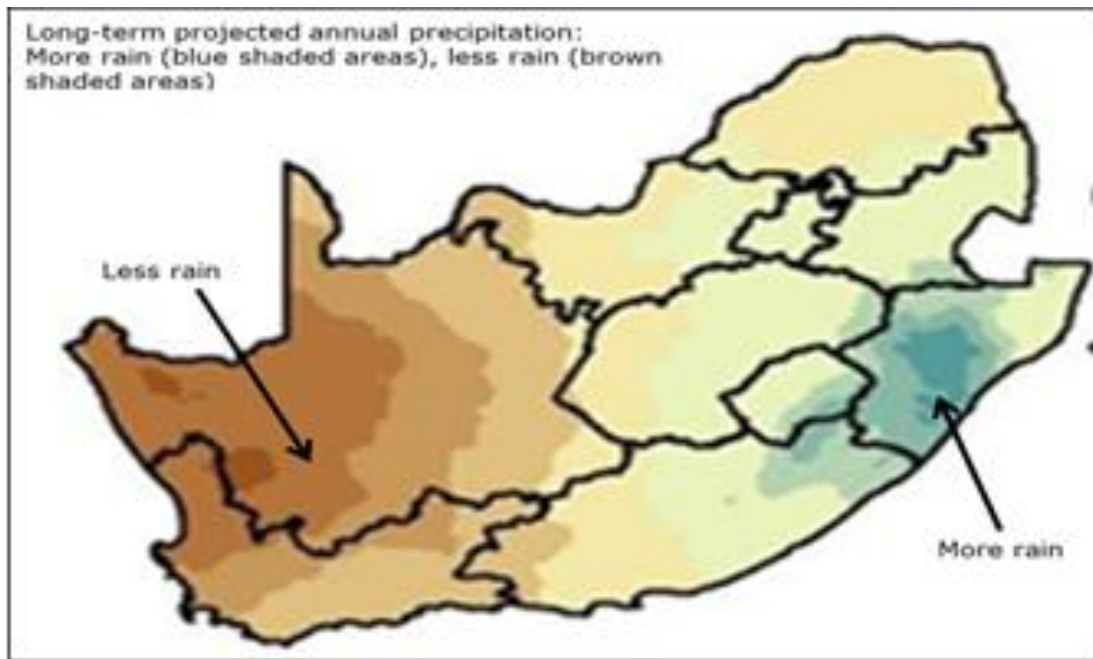 Long-term projected annual precipitation:
More rain (blue shaded areas), less rain (brown
shaded areas)
Less rain
More rain